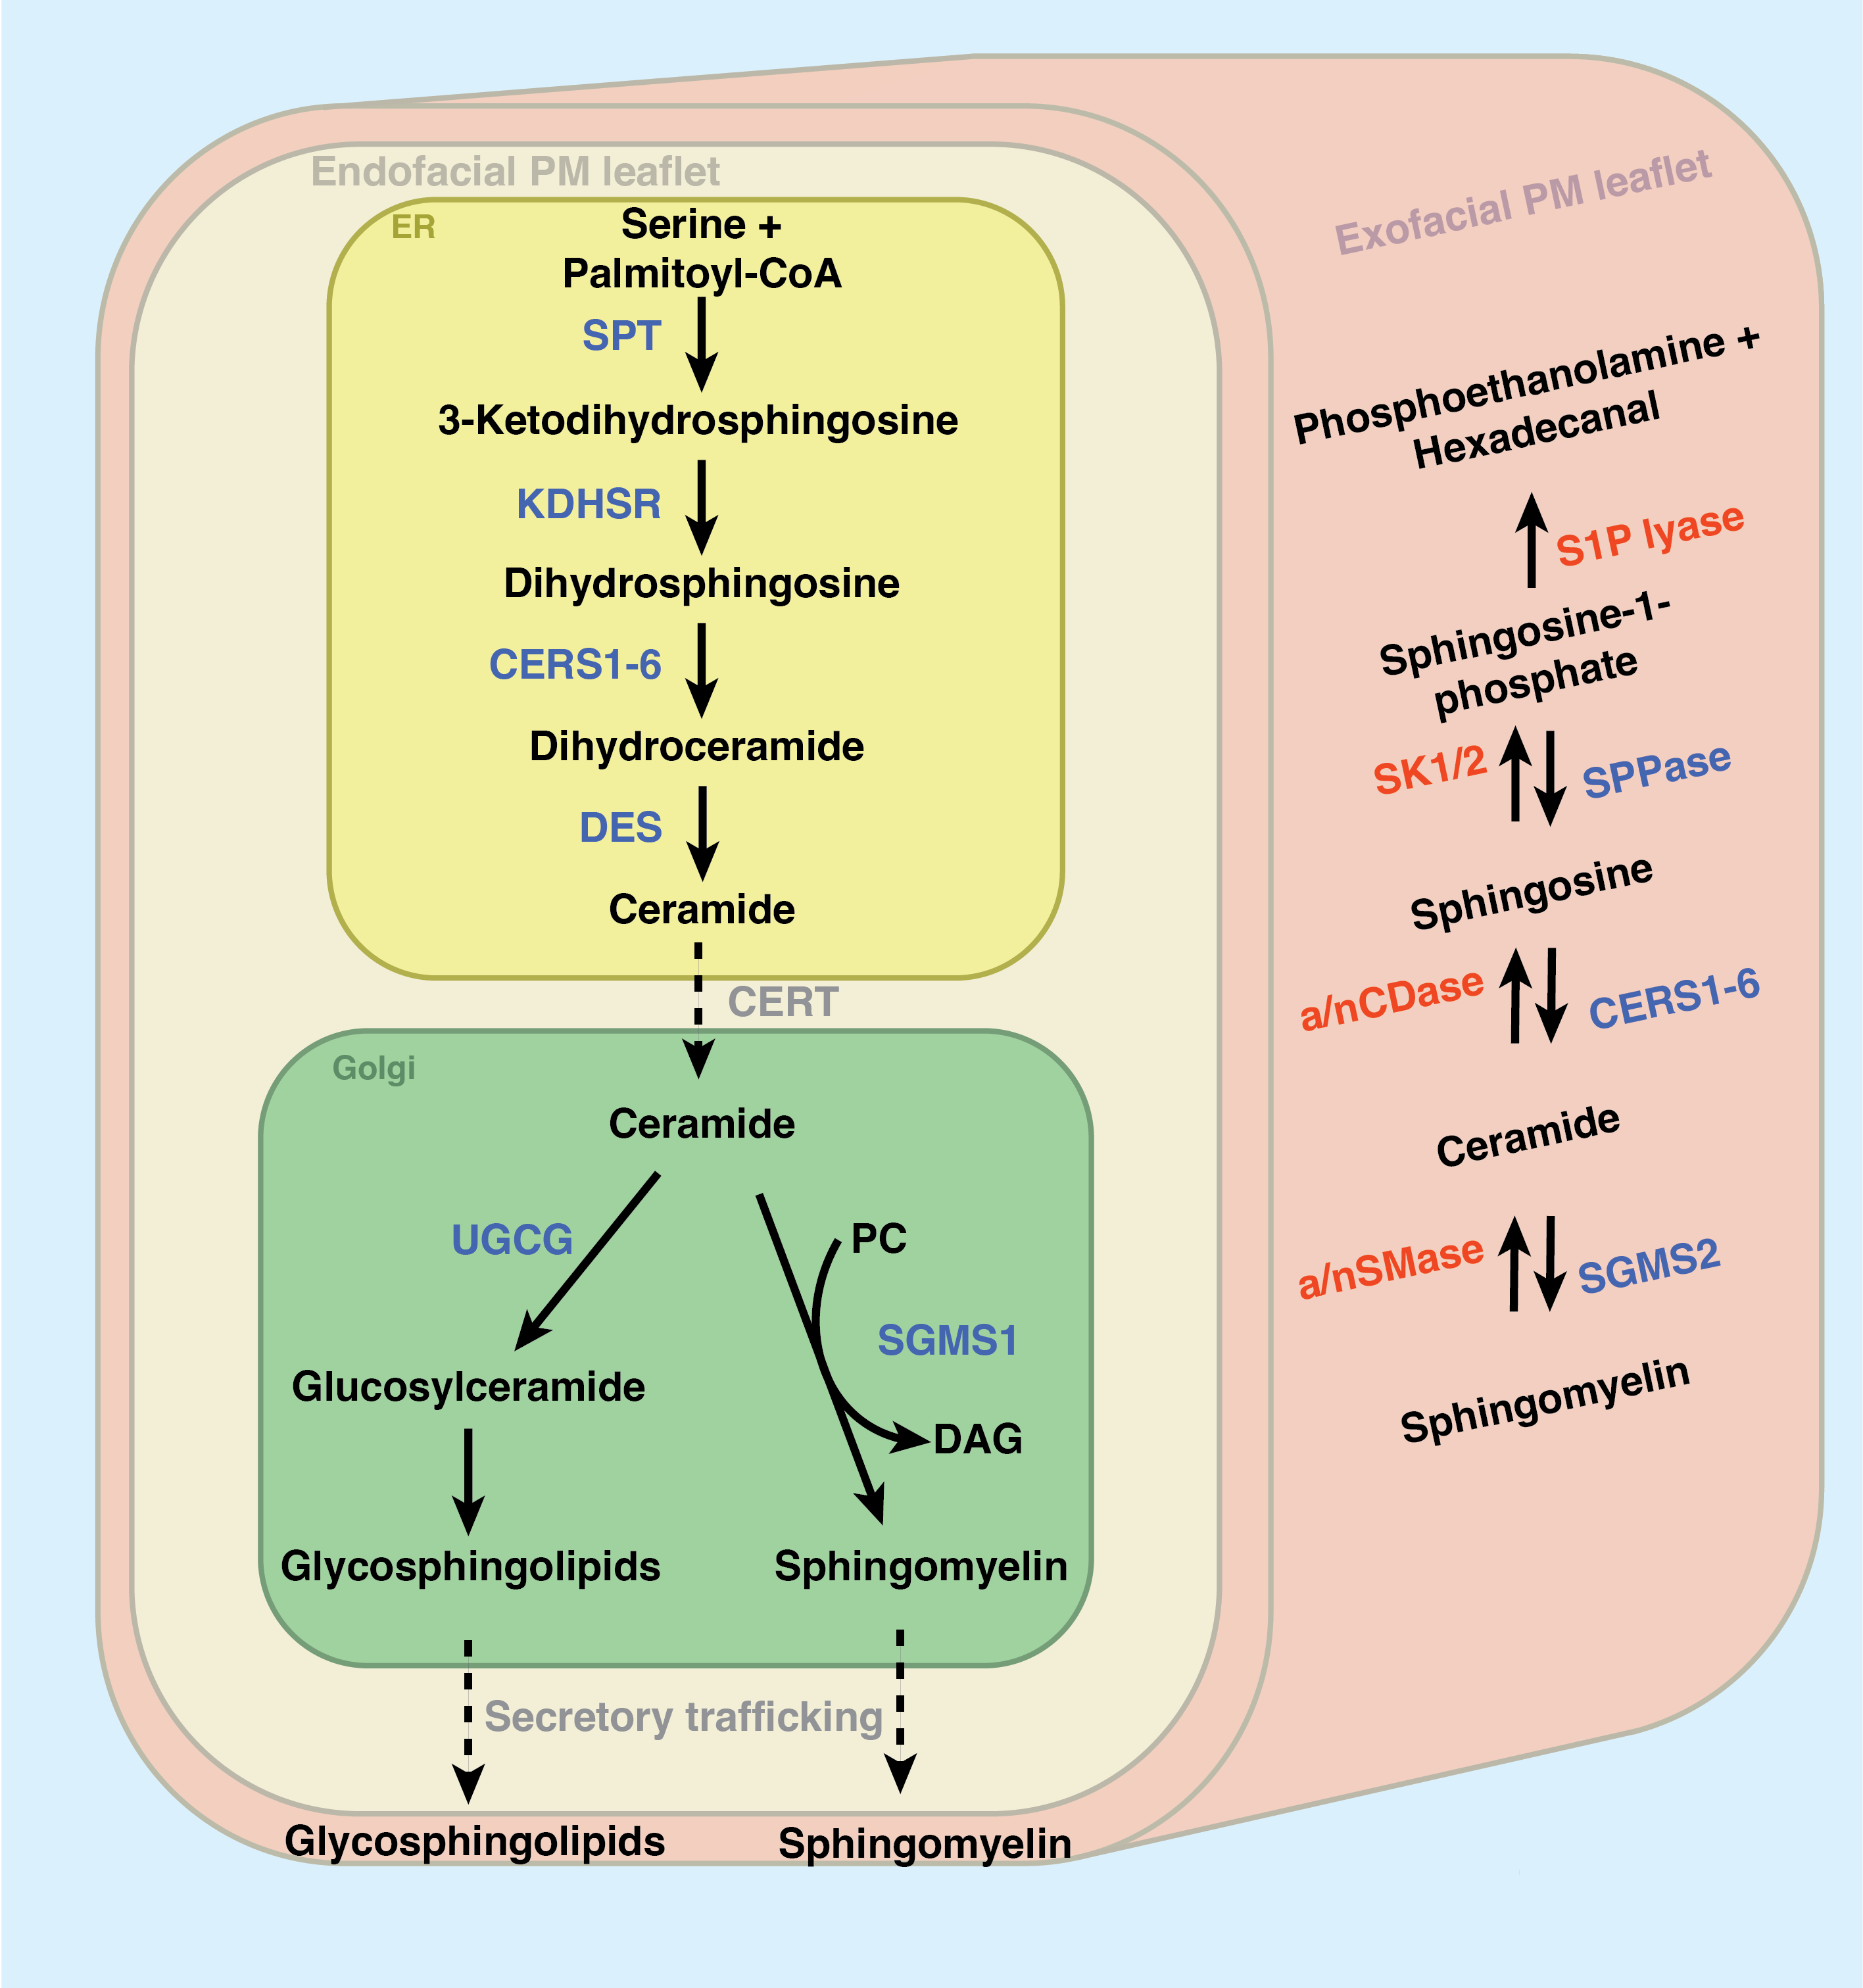 Endofacial PM leaflet
ER
Serine +
Palmitoyl-CoA
SPT
3-Ketodihydrosphingosine
KDHSR
Dihydrosphingosine
CERS1-6
Dihydroceramide
DES
Ceramide
CERT
Golgi
Ceramide
UGCG
PC
SGMS1
Glucosylceramide
DAG
Glycosphingolipids
Sphingomyelin
Secretory trafficking
Glycosphingolipids
Sphingomyelin
Exofacial PM leaflet
Phosphoethanolamine +
Hexadecanal
S1P lyase
Sphingosine-1-
phosphate
SK1/2
SPPase
Sphingosine
a/nCDase
CERS1-6
Ceramide
a/nSMase
SGMS2
Sphingomyelin